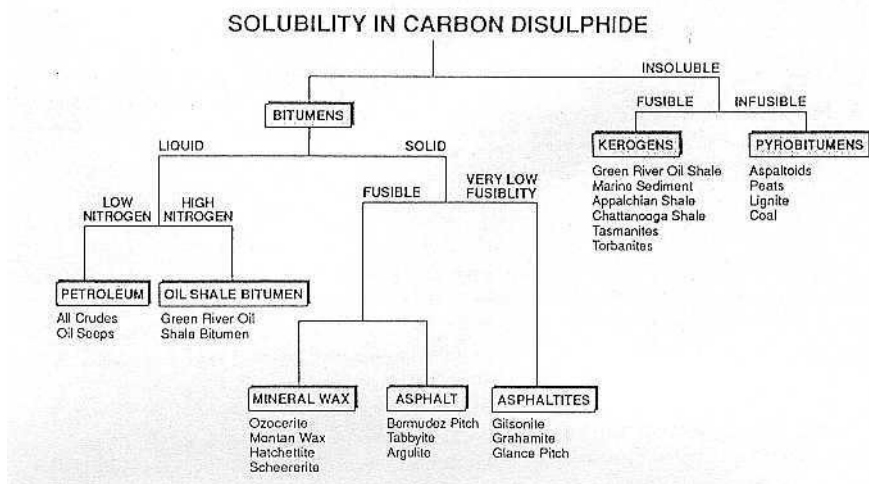 SOLUBILITY IN CARBON DISULPHIDE
INSOLUBLE
BITUMENS
FUSIBLE
INFUSIBLE
LIQUID
SOLID
KEROGENS
PYROBITUMENS
Green River Oil Shale
Marine Sediment
Appalchian Shale
Chattanooga Shale
Tasmanites
Torbanites
Aspaltoids
Peats
Lignite
Coal
FUSIBLE
VERY LOW
FUSIBLITY
LOW
NITROGEN
HIGH
NITROGEN
PETROLEUM
OIL SHALE BITUMEN
All Crudes
Oil Seeps
Green River Oil
Shale Bitumen
MINERAL WAX
ASPHALT
ASPHALTITES
Ozocerite
Montan Wax
Hatchettite
Scheererite
Bermudez Pitch
Tabbyite
Argulite
Gilsonite
Grahamite
Glance Pitch